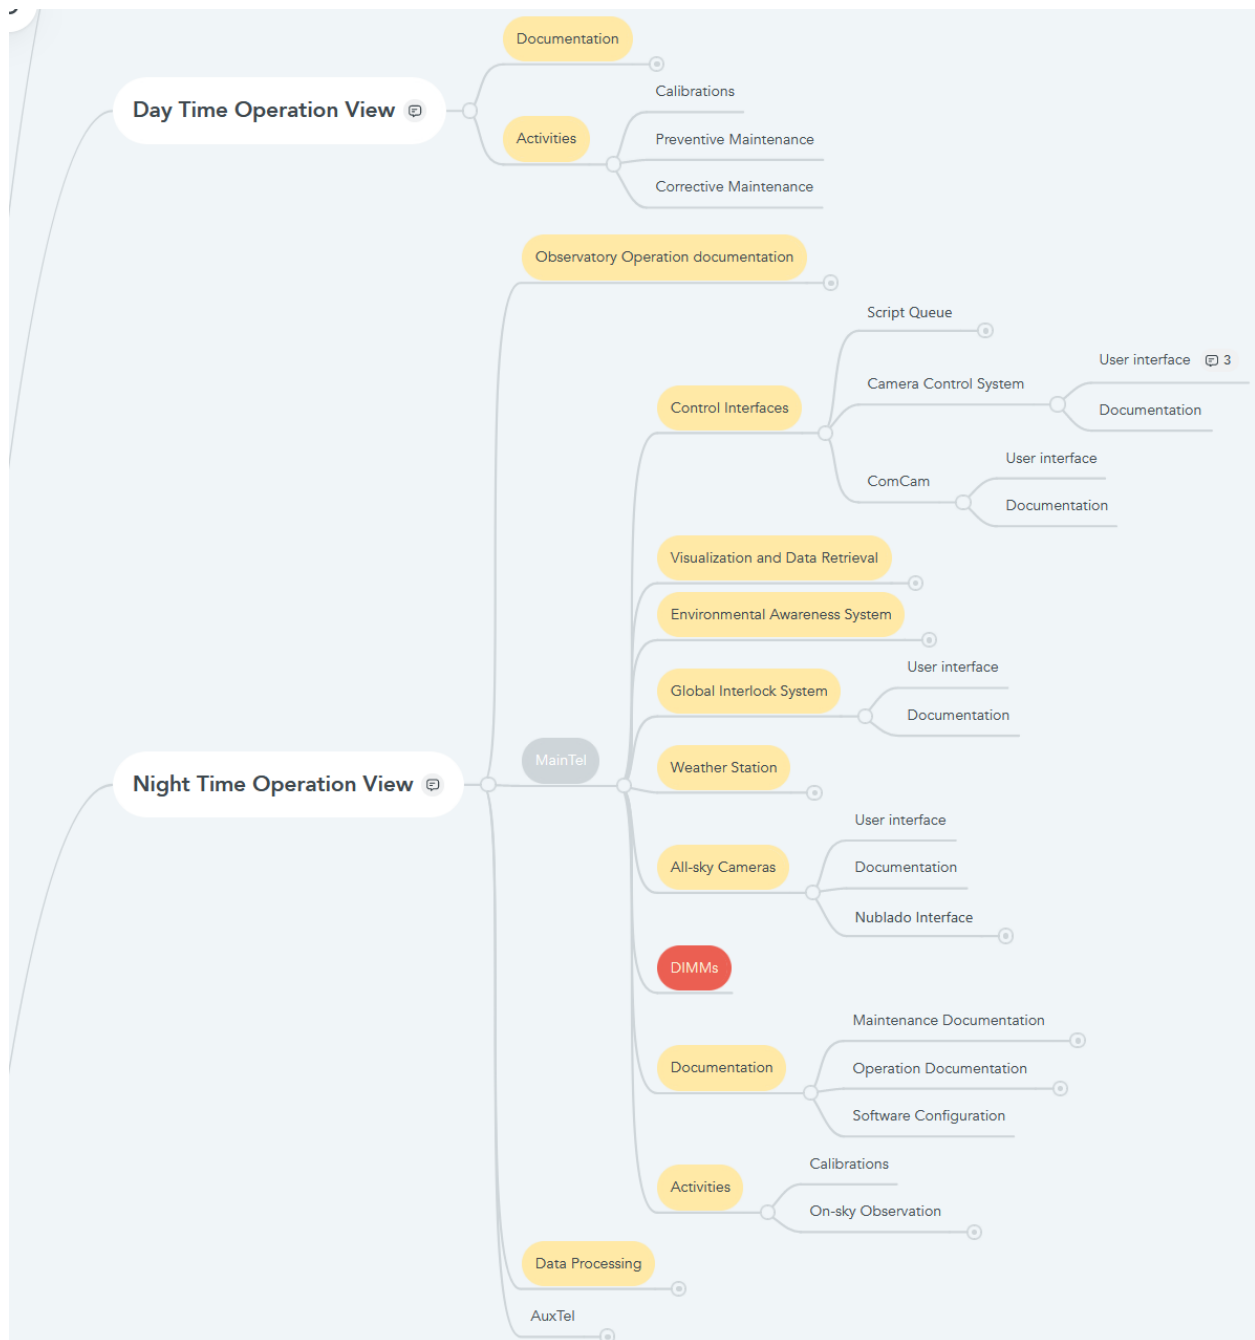 Documentation
Day Time Operation View
Activities
Calibrations
Preventive Maintenance
Corrective Maintenance
Night Time Operation View
Observatory Operation documentation
MainTel
Control Interfaces
Script Queue
Camera Control System
User interface 3
Documentation
ComCam
User interface
Documentation
Visualization and Data Retrieval
Environmental Awareness System
Global Interlock System
User interface
Documentation
Weather Station
All-sky Cameras
User interface
Documentation
Nublado Interface
DIMMs
Documentation
Maintenance Documentation
Operation Documentation
Software Configuration
Activities
Calibrations
On-sky Observation
Data Processing
AuxTel